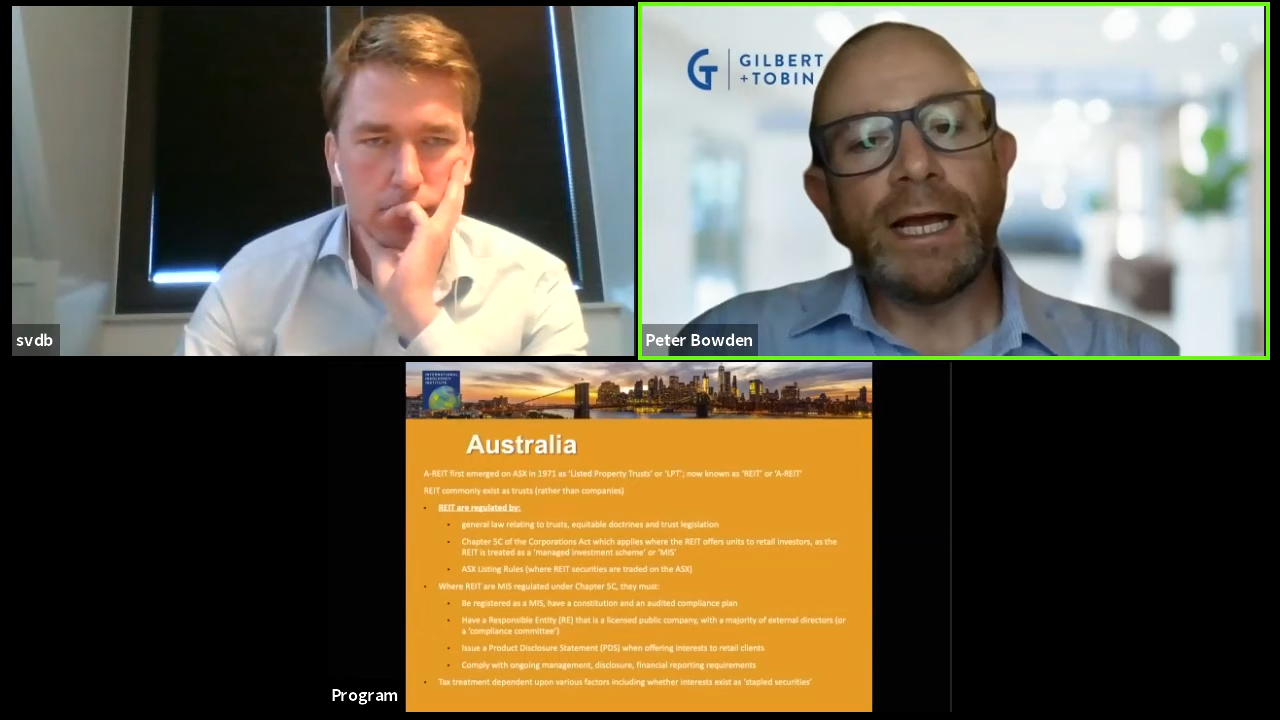 GILBERT
+TOBIN
svdb
Peter Bowden
INTERNATIONAL
INSOLVENCY
INSTITUTE
Australia
A-REIT first emerged on ASX in 1971 as ‘Listed Property Trusts’ or ‘LPT’; now known as ‘REIT’ or ‘A-REIT’
REIT commonly exist as trusts (rather than companies)
• REIT are regulated by:
• general law relating to trusts, equitable doctrines and trust legislation
• Chapter 5C of the Corporations Act which applies where the REIT offers units to retail investors, as the
REIT is treated as a ‘managed investment scheme’ or ‘MIS’
• ASX Listing Rules (where REIT securities are traded on the ASX)
• Where REIT are MIS regulated under Chapter 5C, they must:
• Be registered as a MIS, have a constitution and an audited compliance plan
• Have a Responsible Entity (RE) that is a licensed public company, with a majority of external directors (or
a ‘compliance committee’)
• Issue a Product Disclosure Statement (PDS) when offering interests to retail clients
• Comply with ongoing management, disclosure, financial reporting requirements
• Tax treatment dependent upon various factors including whether interests exist as ‘stapled securities’
Program